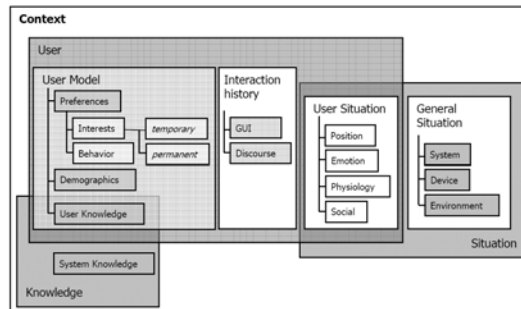 Context
User
User Model
Preferences
Interests
temporary
Behavior
permanent
Demographics
User Knowledge
System Knowledge
Knowledge
Interaction
history
GUI
Discourse
User Situation
Position
Emotion
Physiology
Social
General
Situation
System
Device
Environment
Situation